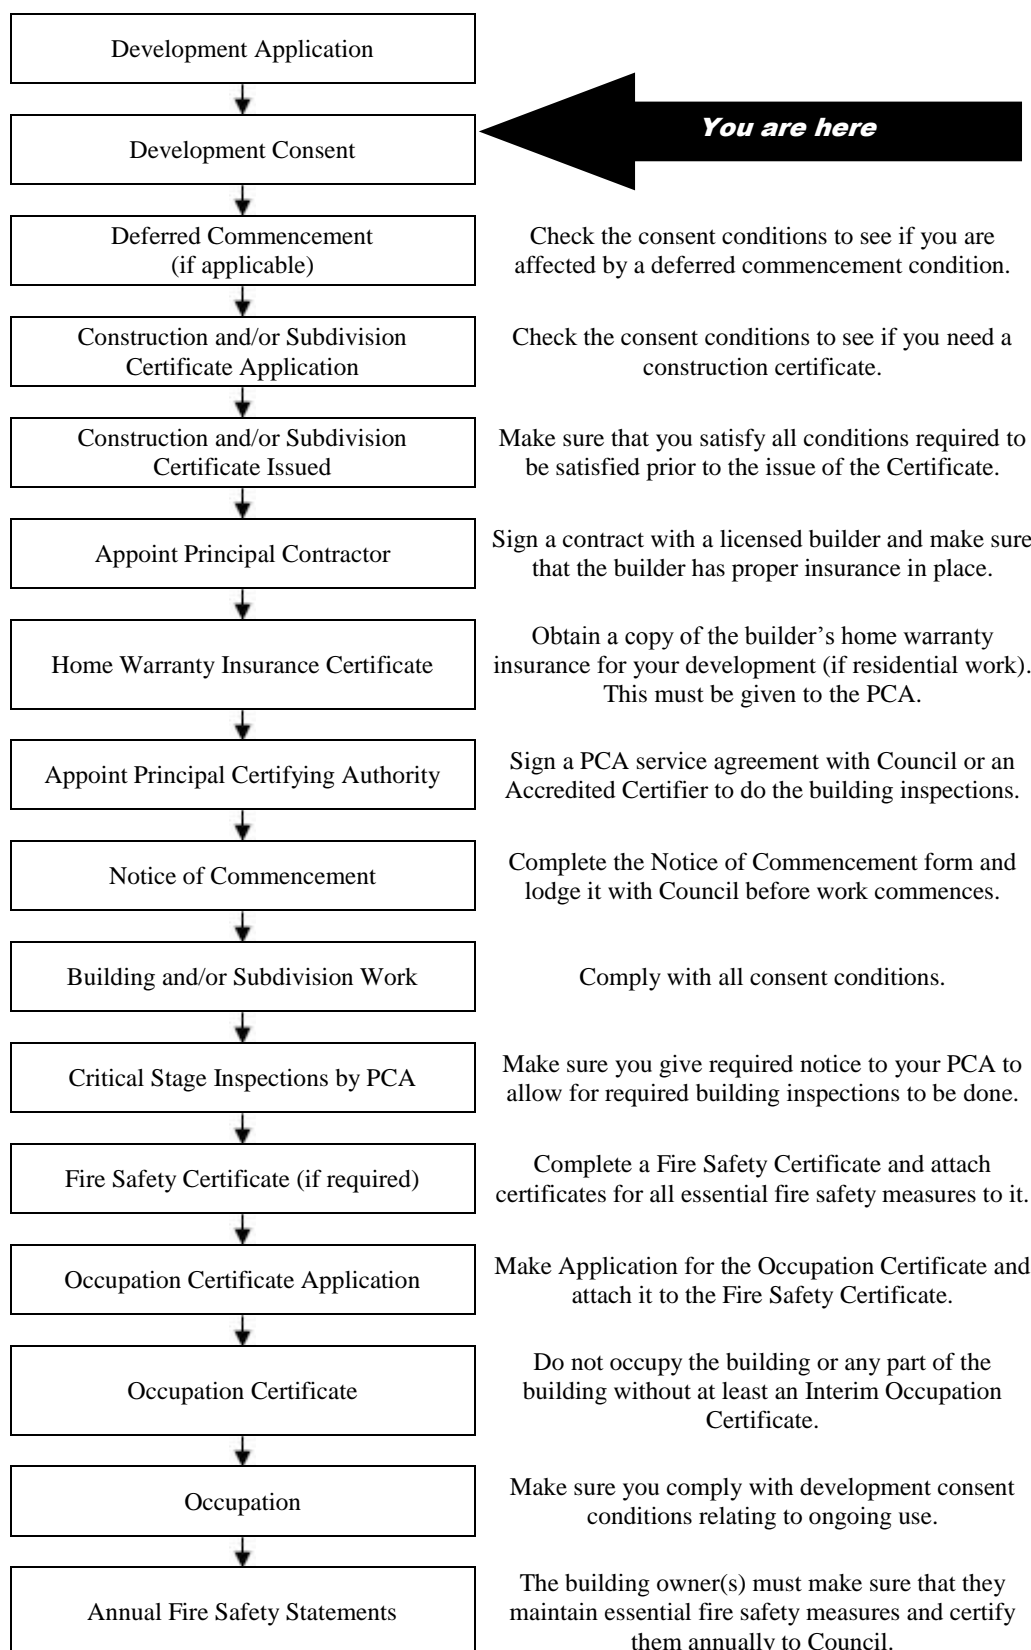 Development Application
Development Consent
You are here
Deferred Commencement
(if applicable)
Check the consent conditions to see if you are
affected by a deferred commencement condition.
Construction and/or Subdivision
Certificate Application
Check the consent conditions to see if you need a
construction certificate.
Construction and/or Subdivision
Certificate Issued
Make sure that you satisfy all conditions required to
be satisfied prior to the issue of the Certificate.
Appoint Principal Contractor
Sign a contract with a licensed builder and make sure
that the builder has proper insurance in place.
Home Warranty Insurance Certificate
Obtain a copy of the builder’s home warranty
insurance for your development (if residential work).
This must be given to the PCA.
Appoint Principal Certifying Authority
Sign a PCA service agreement with Council or an
Accredited Certifier to do the building inspections.
Notice of Commencement
Complete the Notice of Commencement form and
lodge it with Council before work commences.
Building and/or Subdivision Work
Comply with all consent conditions.
Critical Stage Inspections by PCA
Make sure you give required notice to your PCA to
allow for required building inspections to be done.
Fire Safety Certificate (if required)
Complete a Fire Safety Certificate and attach
certificates for all essential fire safety measures to it.
Occupation Certificate Application
Make Application for the Occupation Certificate and
attach it to the Fire Safety Certificate.
Occupation Certificate
Do not occupy the building or any part of the
building without at least an Interim Occupation
Certificate.
Occupation
Make sure you comply with development consent
conditions relating to ongoing use.
Annual Fire Safety Statements
The building owner(s) must make sure that they
maintain essential fire safety measures and certify
them annually to Council.